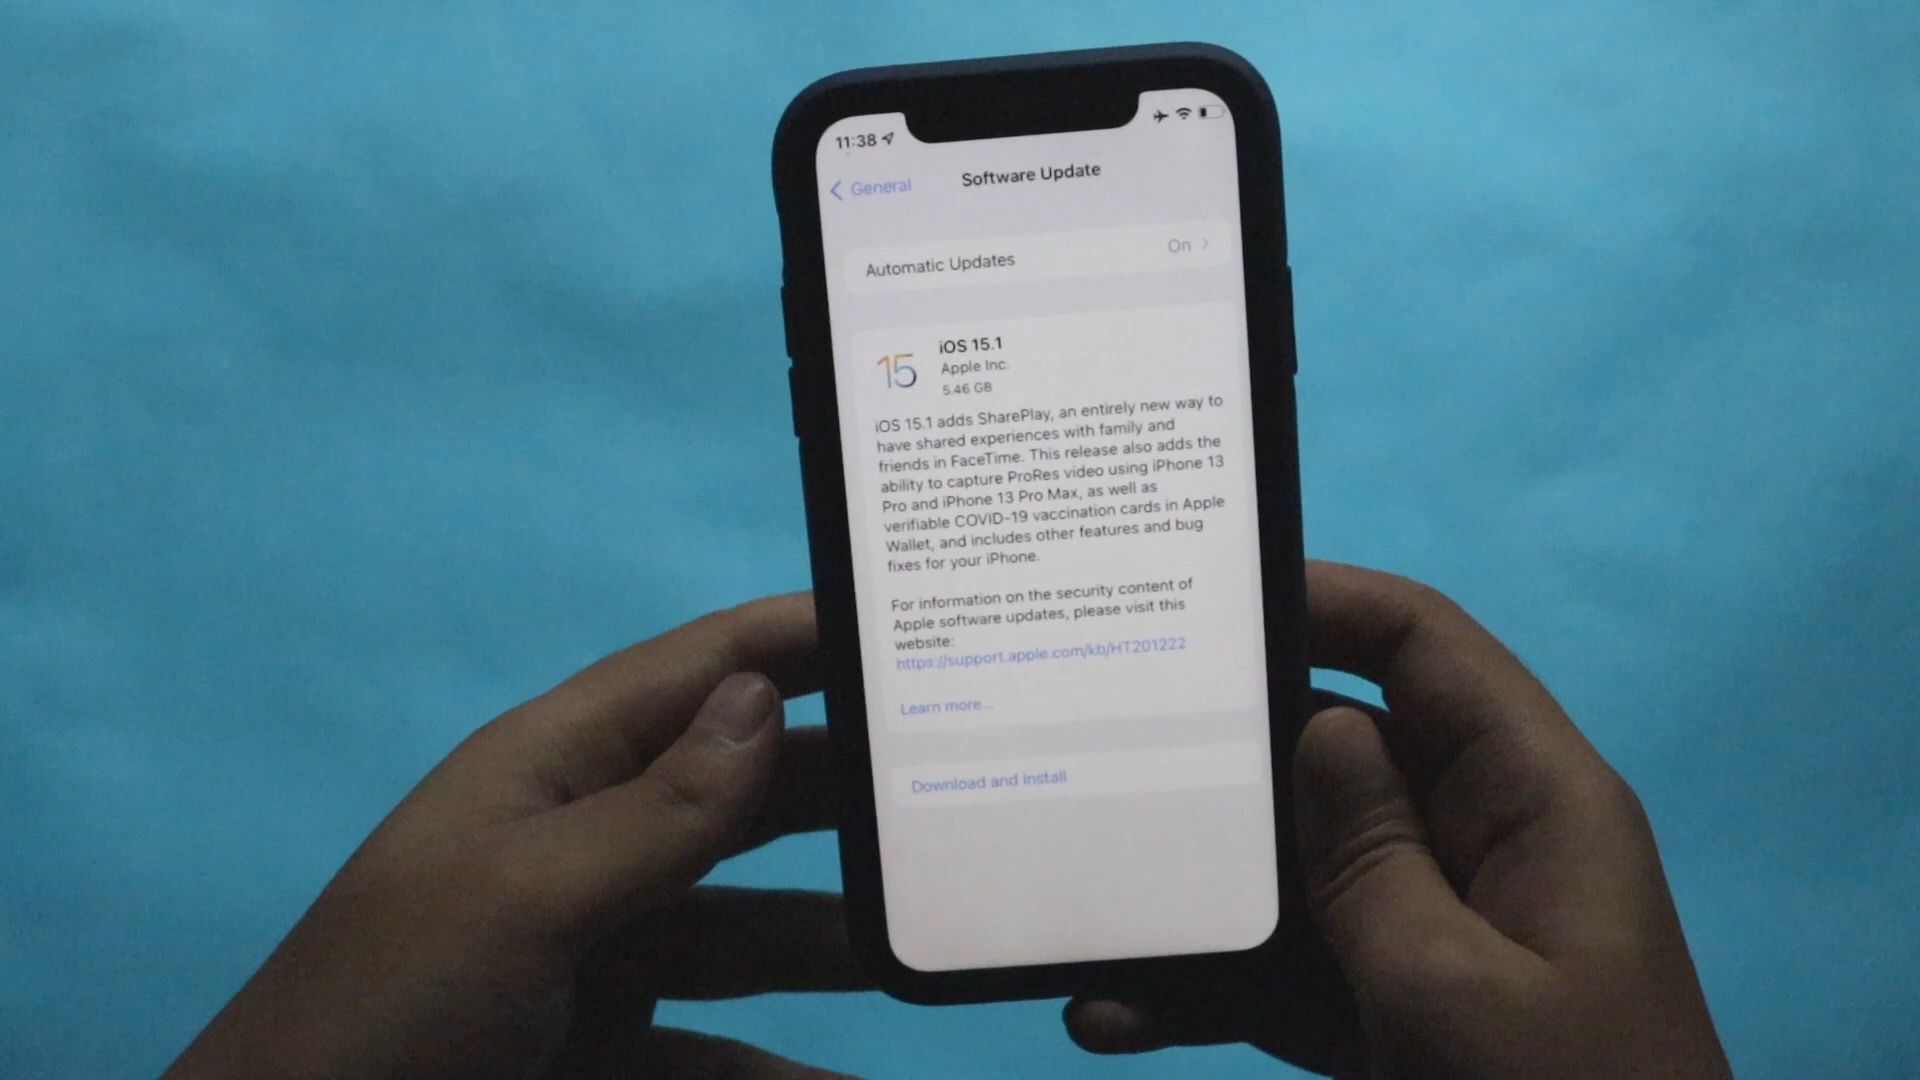 11:38
General
Software Update
Automatic Updates
On
15
iOS 15.1
Apple Inc.
5.46 GB
iOS 15.1 adds SharePlay, an entirely new way to
have shared experiences with family and
friends in FaceTime. This release also adds the
ability to capture ProRes video using iPhone 13
Pro and iPhone 13 Pro Max, as well as
verifiable COVID-19 vaccination cards in Apple
Wallet, and includes other features and bug
fixes for your iPhone.
For information on the security content of
Apple software updates, please visit this
website:
https://support.apple.com/kb/HT201222
Learn more...
Download and Install